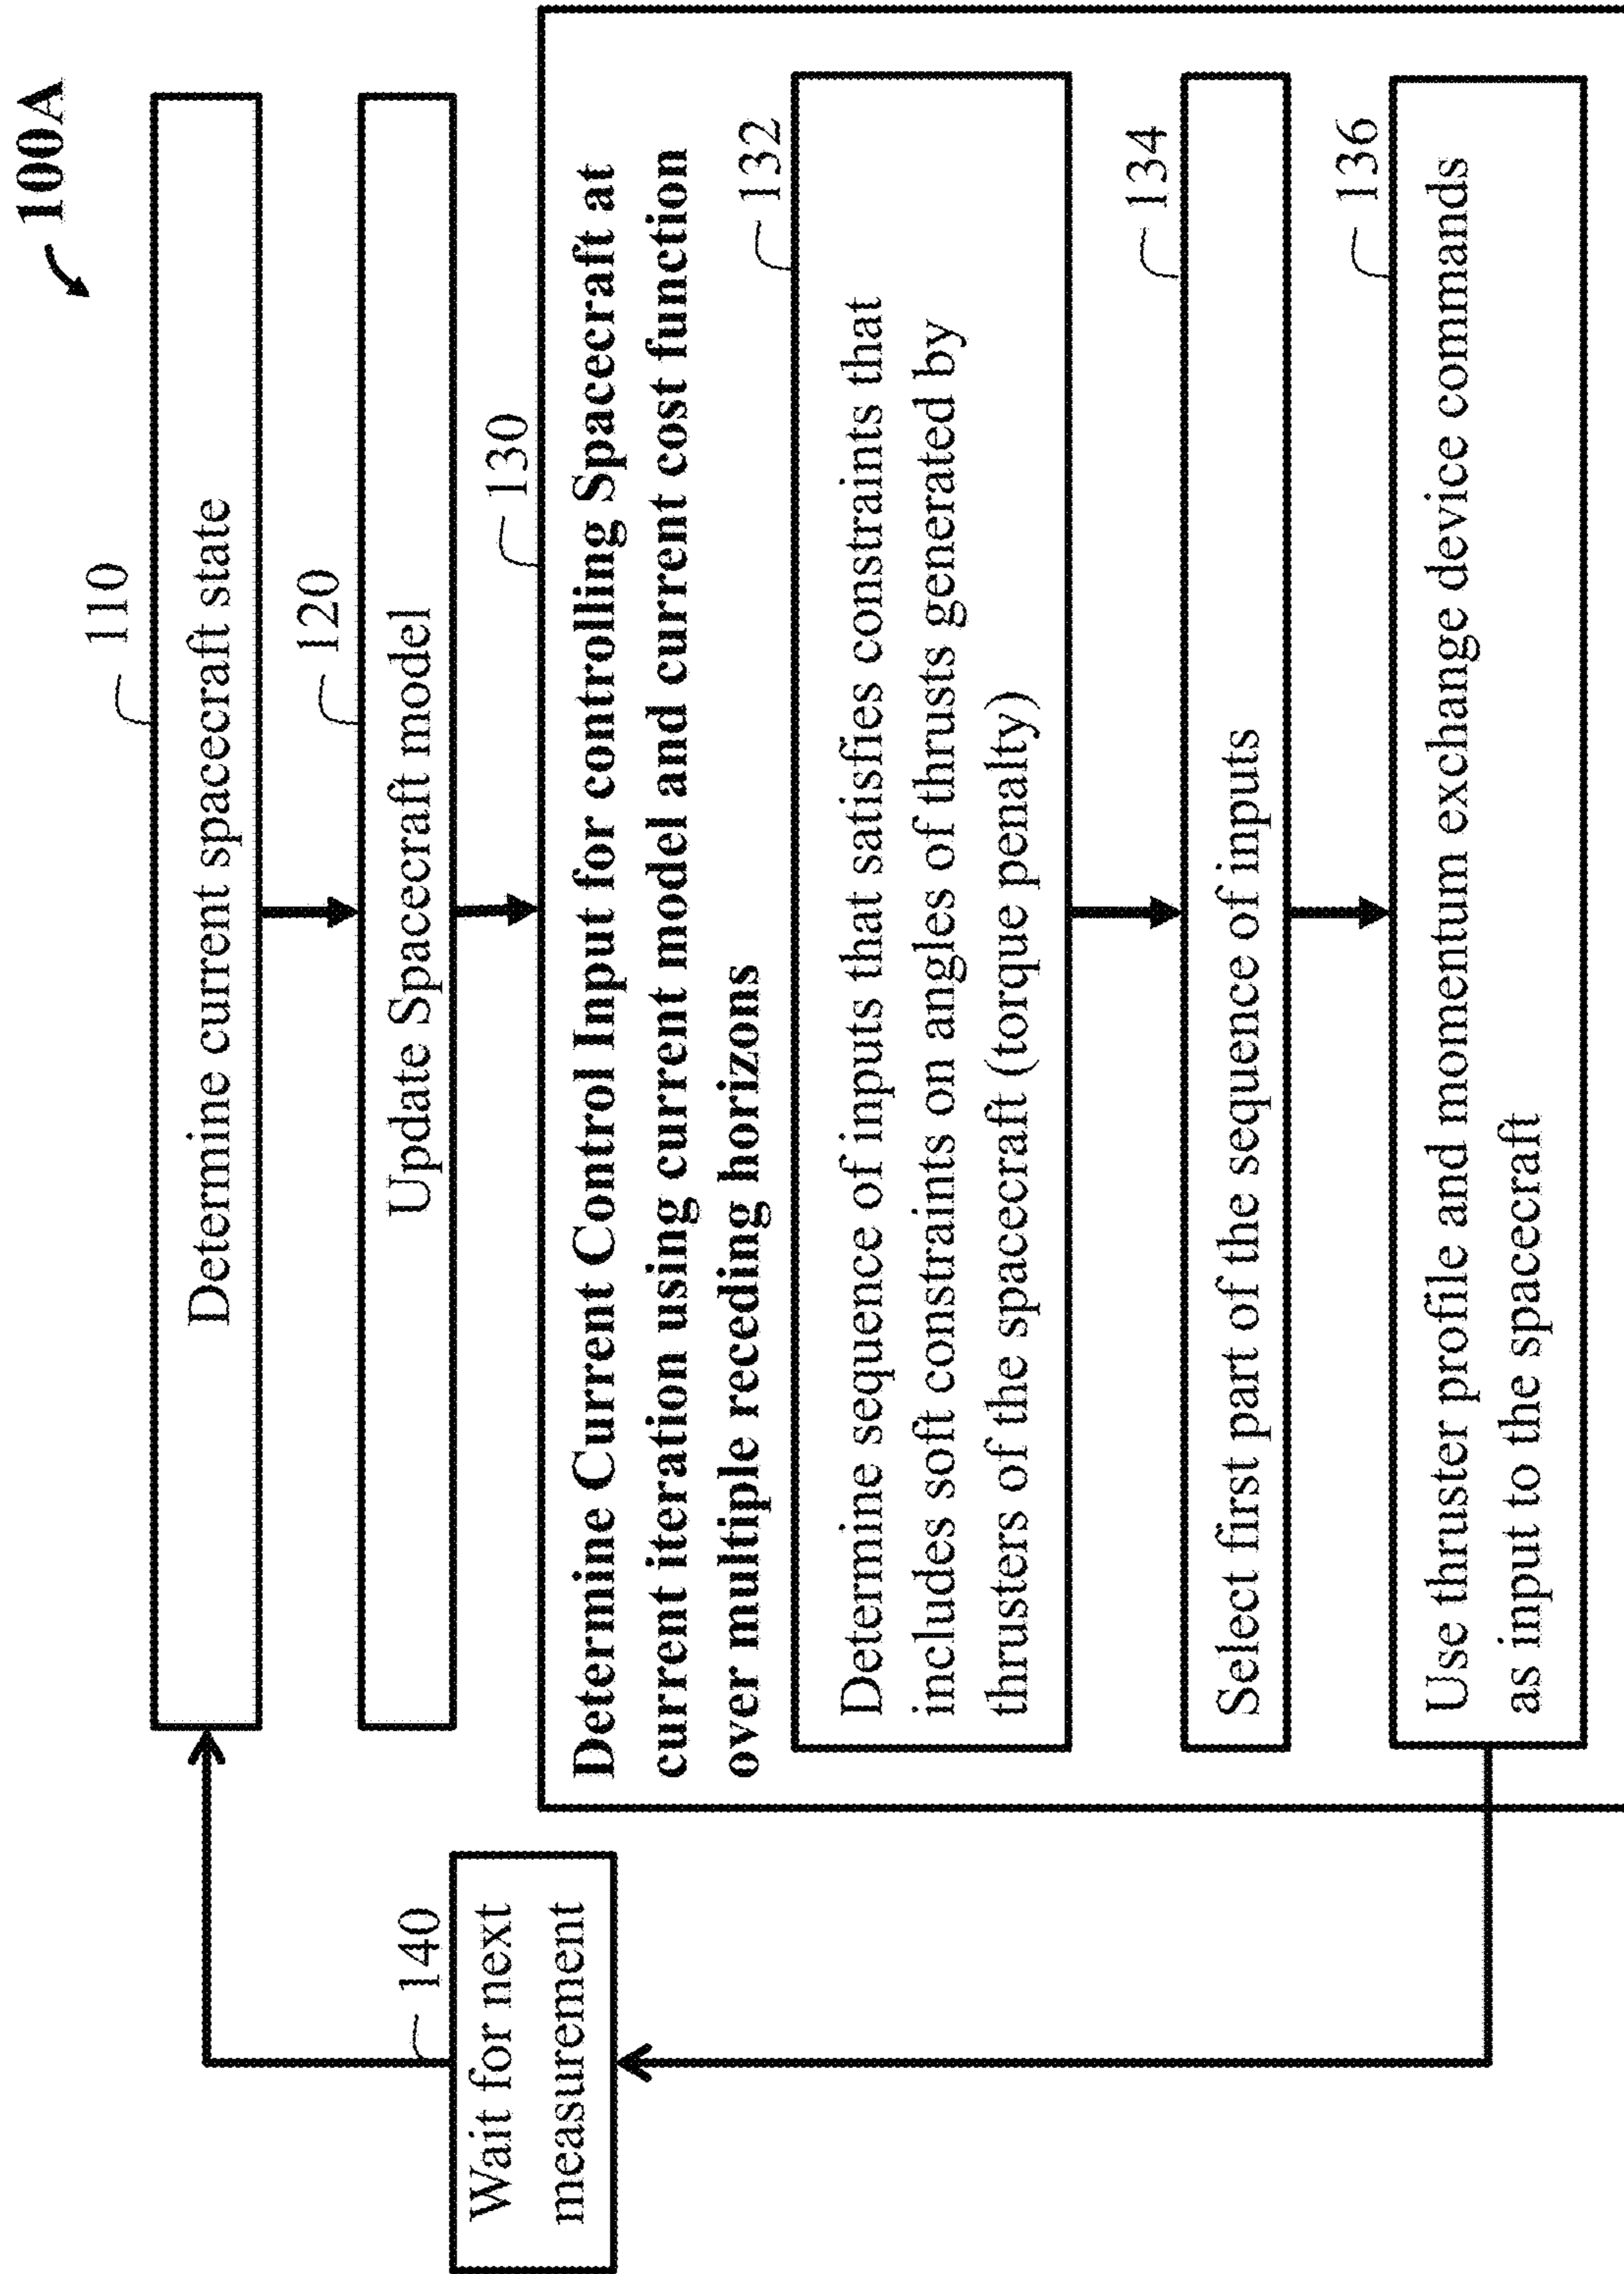 100A
110
Determine current spacecraft state
120
Update Spacecraft model
130
Determine Current Control Input for controlling Spacecraft at
current iteration using current model and current cost function
over multiple receding horizons
132
Determine sequence of inputs that satisfies constraints that
includes soft constraints on angles of thrusts generated by
thrusters of the spacecraft (torque penalty)
134
Select first part of the sequence of inputs
136
Use thruster profile and momentum exchange device commands
as input to the spacecraft
140
Wait for next
measurement